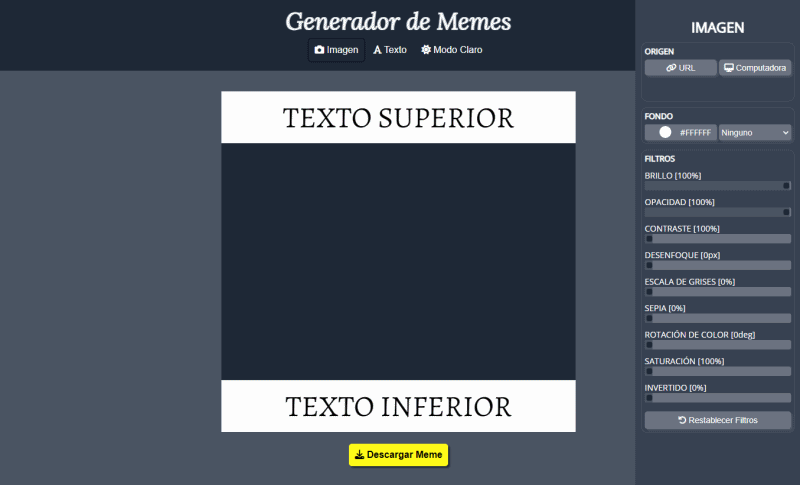 Generador de Memes
Imagen
Texto
Modo Claro
TEXTO SUPERIOR
TEXTO INFERIOR
Descargar Meme
IMAGEN
ORIGEN
URL
Computadora
FONDO
#FFFFFF
Ninguno
FILTROS
BRILLO [100%]
OPACIDAD [100%]
CONTRASTE [100%]
DESENFOQUE [0px]
ESCALA DE GRISES [0%]
SEPIA [0%]
ROTACIÓN DE COLOR [0deg]
SATURACIÓN [100%]
INVERTIDO [0%]
Restablecer Filtros